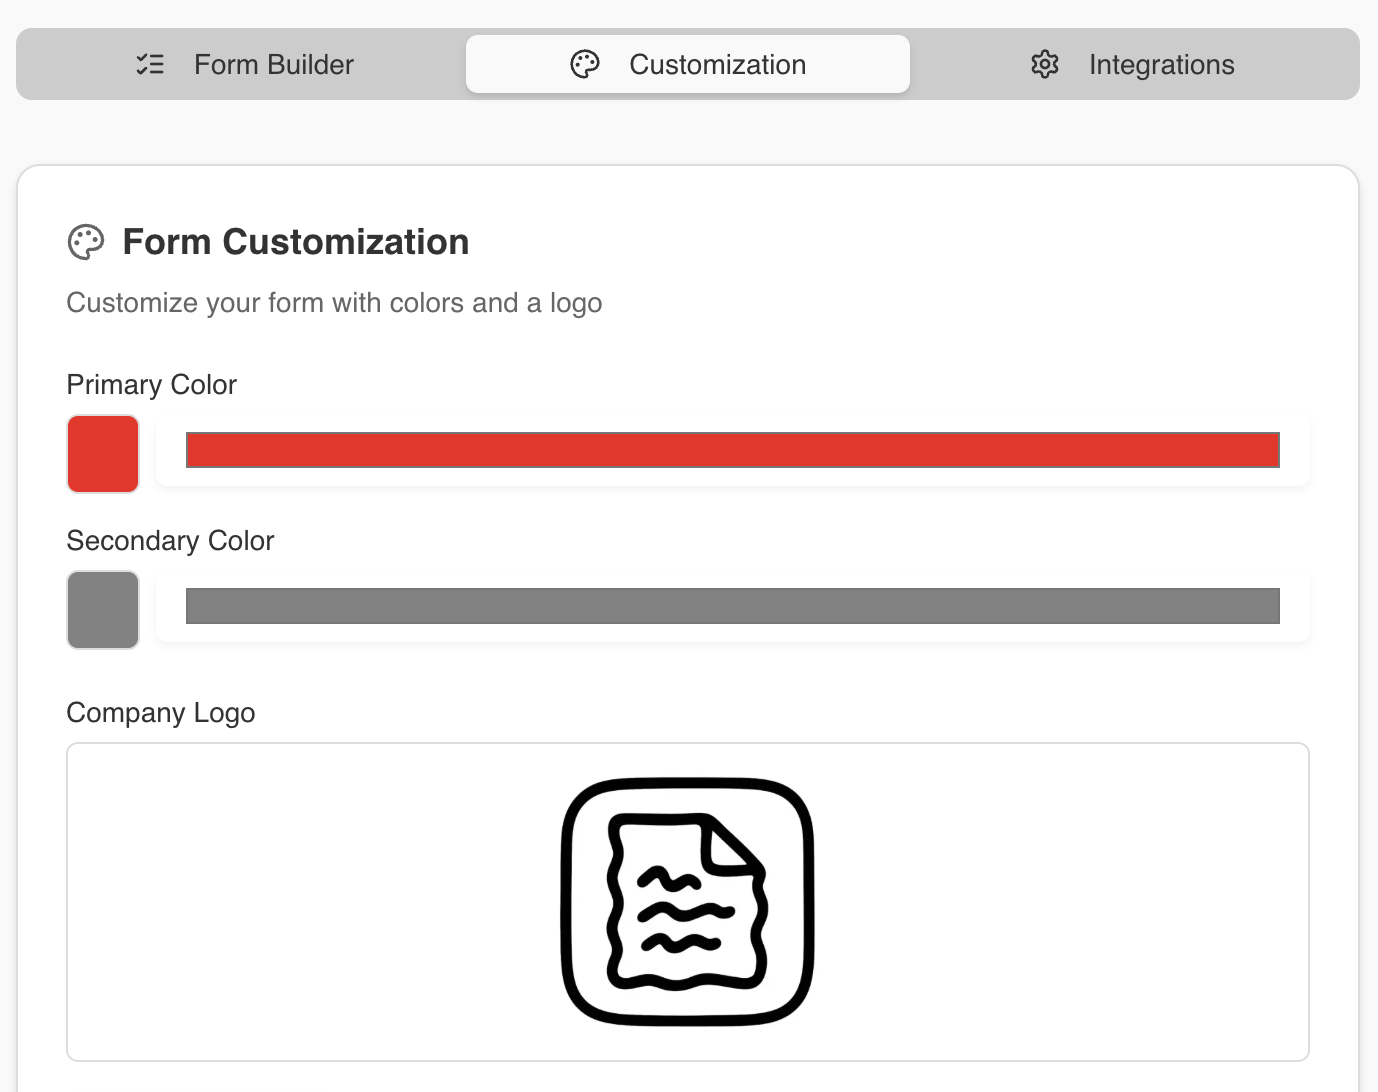 Form Builder
Customization
Integrations
Form Customization
Customize your form with colors and a logo
Primary Color
Secondary Color
Company Logo